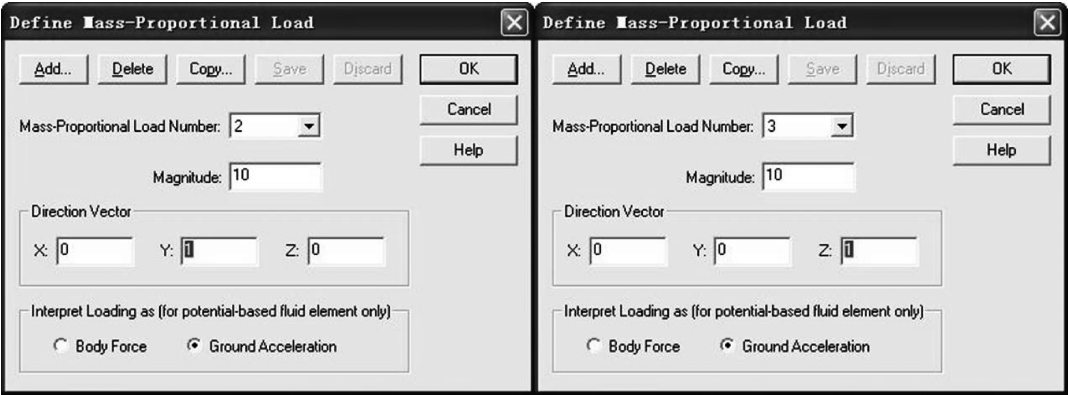 Define Mass-Proportional Load
Add... Delete Copy... Save Discard OK
Cancel
Mass-Proportional Load Number: 2
Help
Magnitude: 10
Direction Vector
X: 0 Y: 1 Z: 0
Interpret Loading as (for potential-based fluid element only)
Body Force Ground Acceleration
Define Mass-Proportional Load
Add... Delete Copy... Save Discard OK
Cancel
Mass-Proportional Load Number: 3
Help
Magnitude: 10
Direction Vector
X: 0 Y: 0 Z: 1
Interpret Loading as (for potential-based fluid element only)
Body Force Ground Acceleration